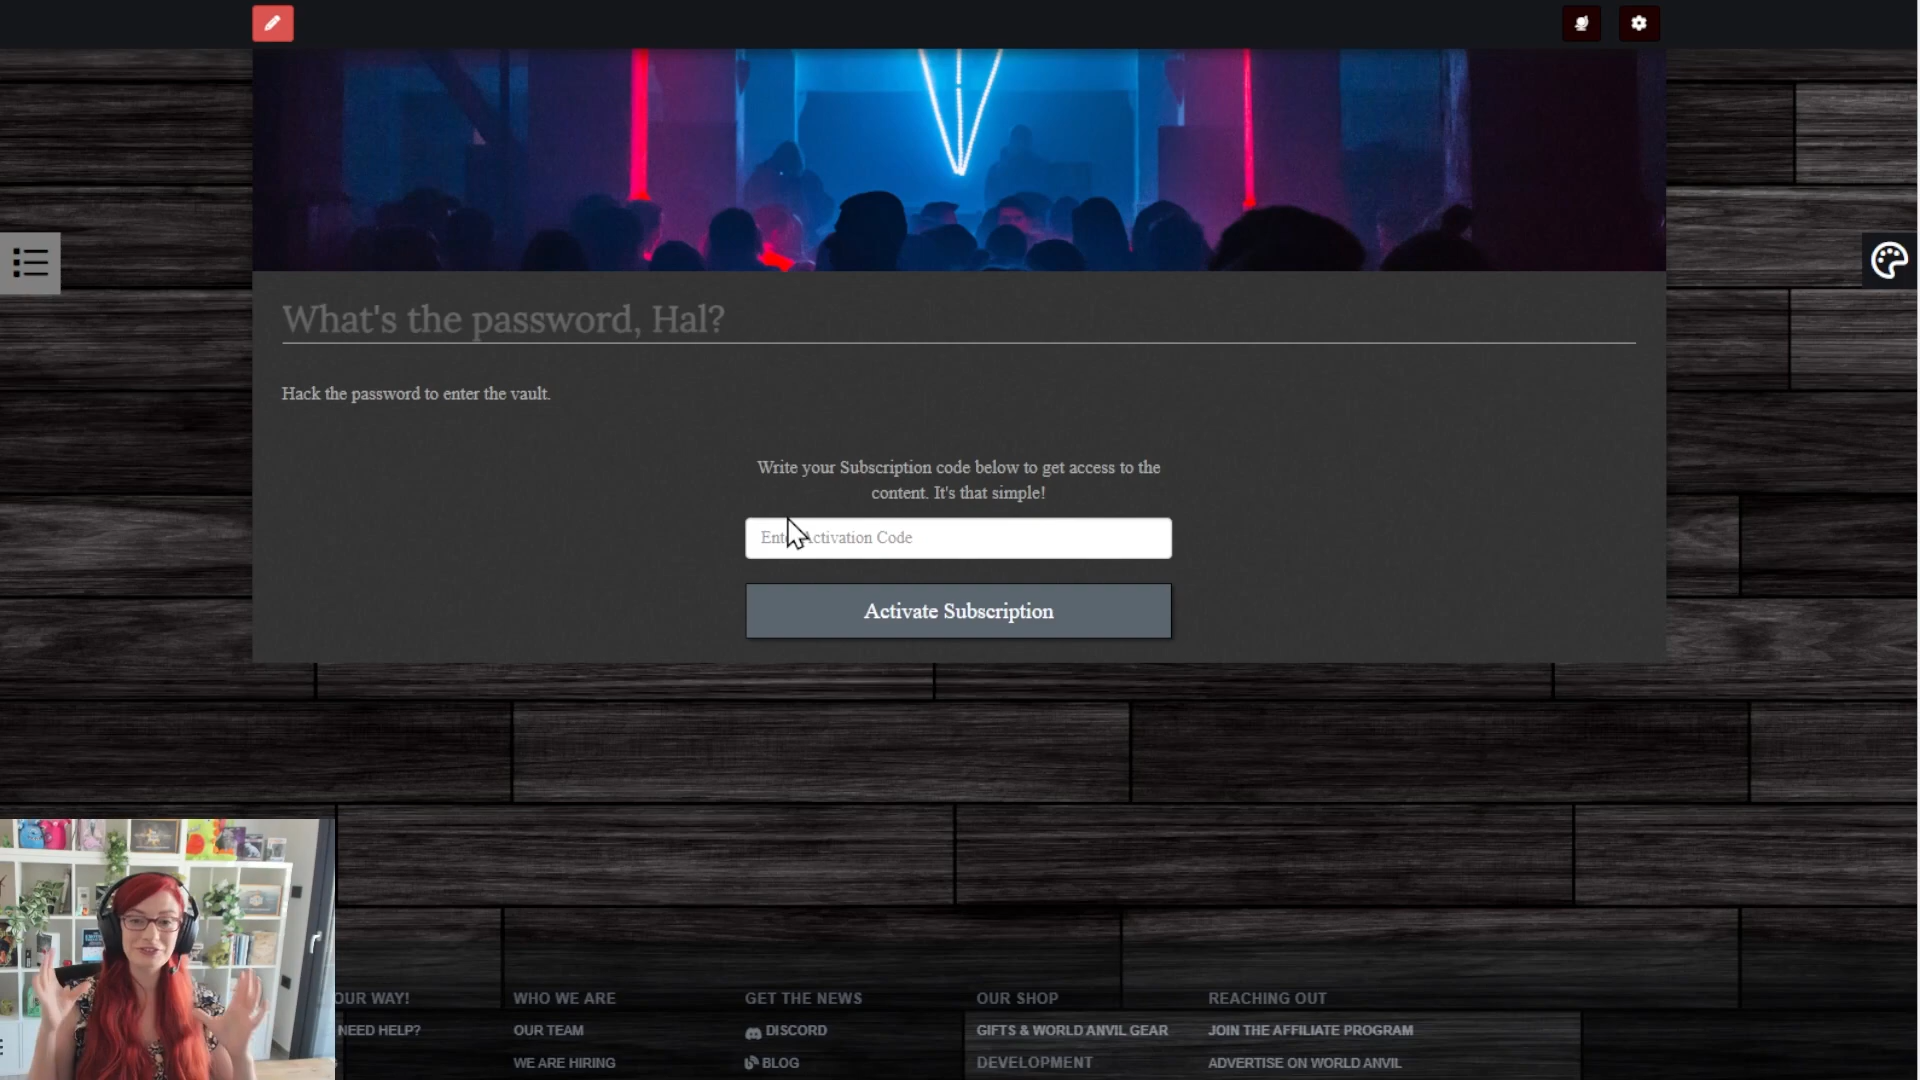 What's the password, Hal?
Hack the password to enter the vault.
Write your Subscription code below to get access to the
content. It's that simple!
Activation Code
Activate Subscription
OUR WAY!
WHO WE ARE
GET THE NEWS
OUR SHOP
REACHING OUT
NEED HELP?
OUR TEAM
DISCORD
GIFTS & WORLD ANVIL GEAR
JOIN THE AFFILIATE PROGRAM
WE ARE HIRING
BLOG
DEVELOPMENT
ADVERTISE ON WORLD ANVIL